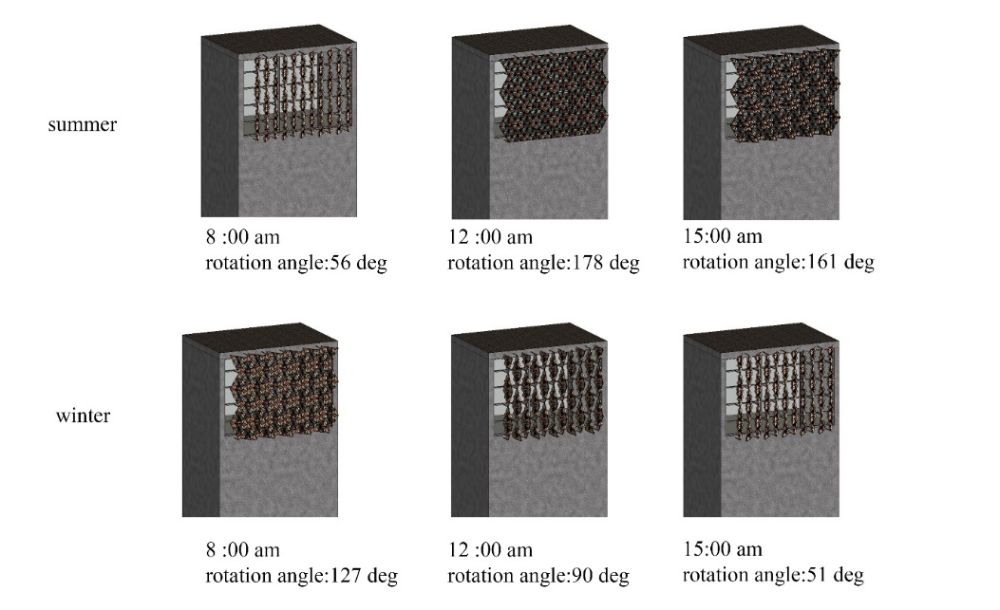 summer
8 :00 am
rotation angle:56 deg
12 :00 am
rotation angle:178 deg
15:00 am
rotation angle:161 deg
winter
8 :00 am
rotation angle:127 deg
12 :00 am
rotation angle:90 deg
15:00 am
rotation angle:51 deg